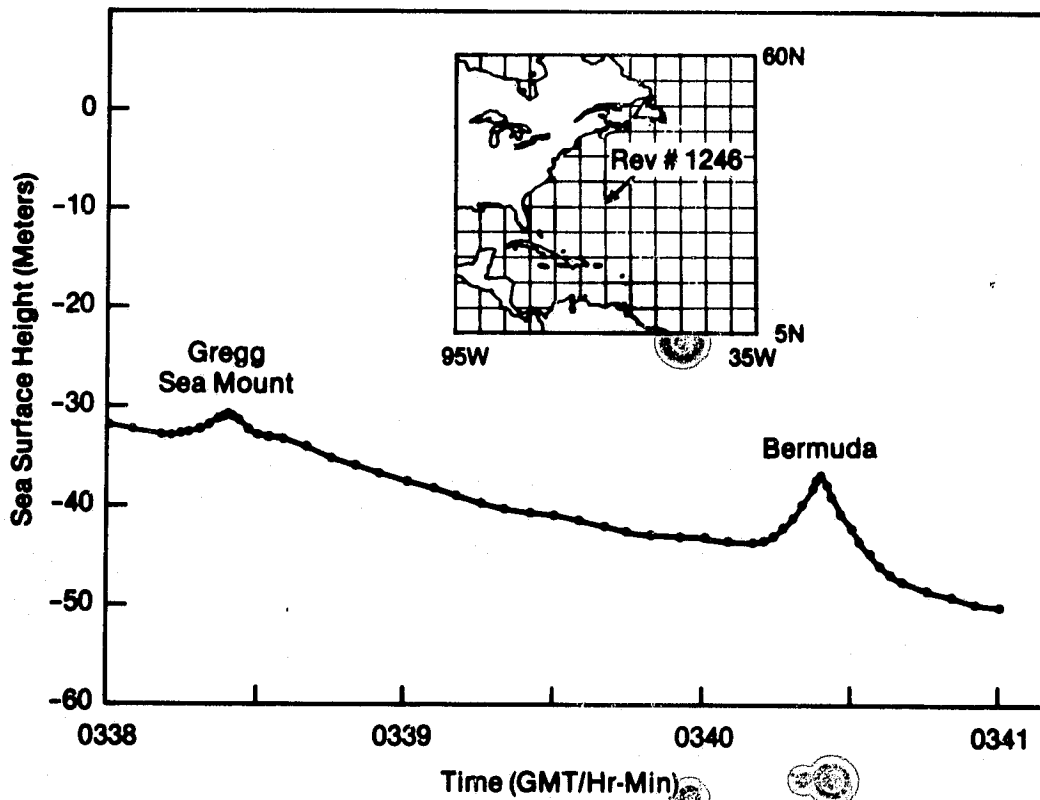 Sea Surface Height (Meters)
0
-10
-20
-30
-40
-50
-60
60N
Rev # 1246
5N
95W
35W
Gregg
Sea Mount
Bermuda
0338
0339
0340
0341
Time (GMT/Hr-Min)